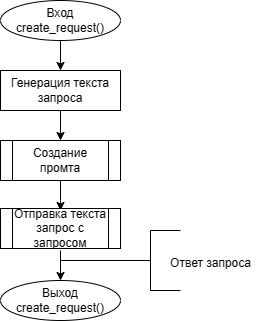 Вход
create_request()
Генерация текста
запроса
Создание
промта
Отправка текста
запрос с
запросом
Ответ запроса
Выход
create_request()